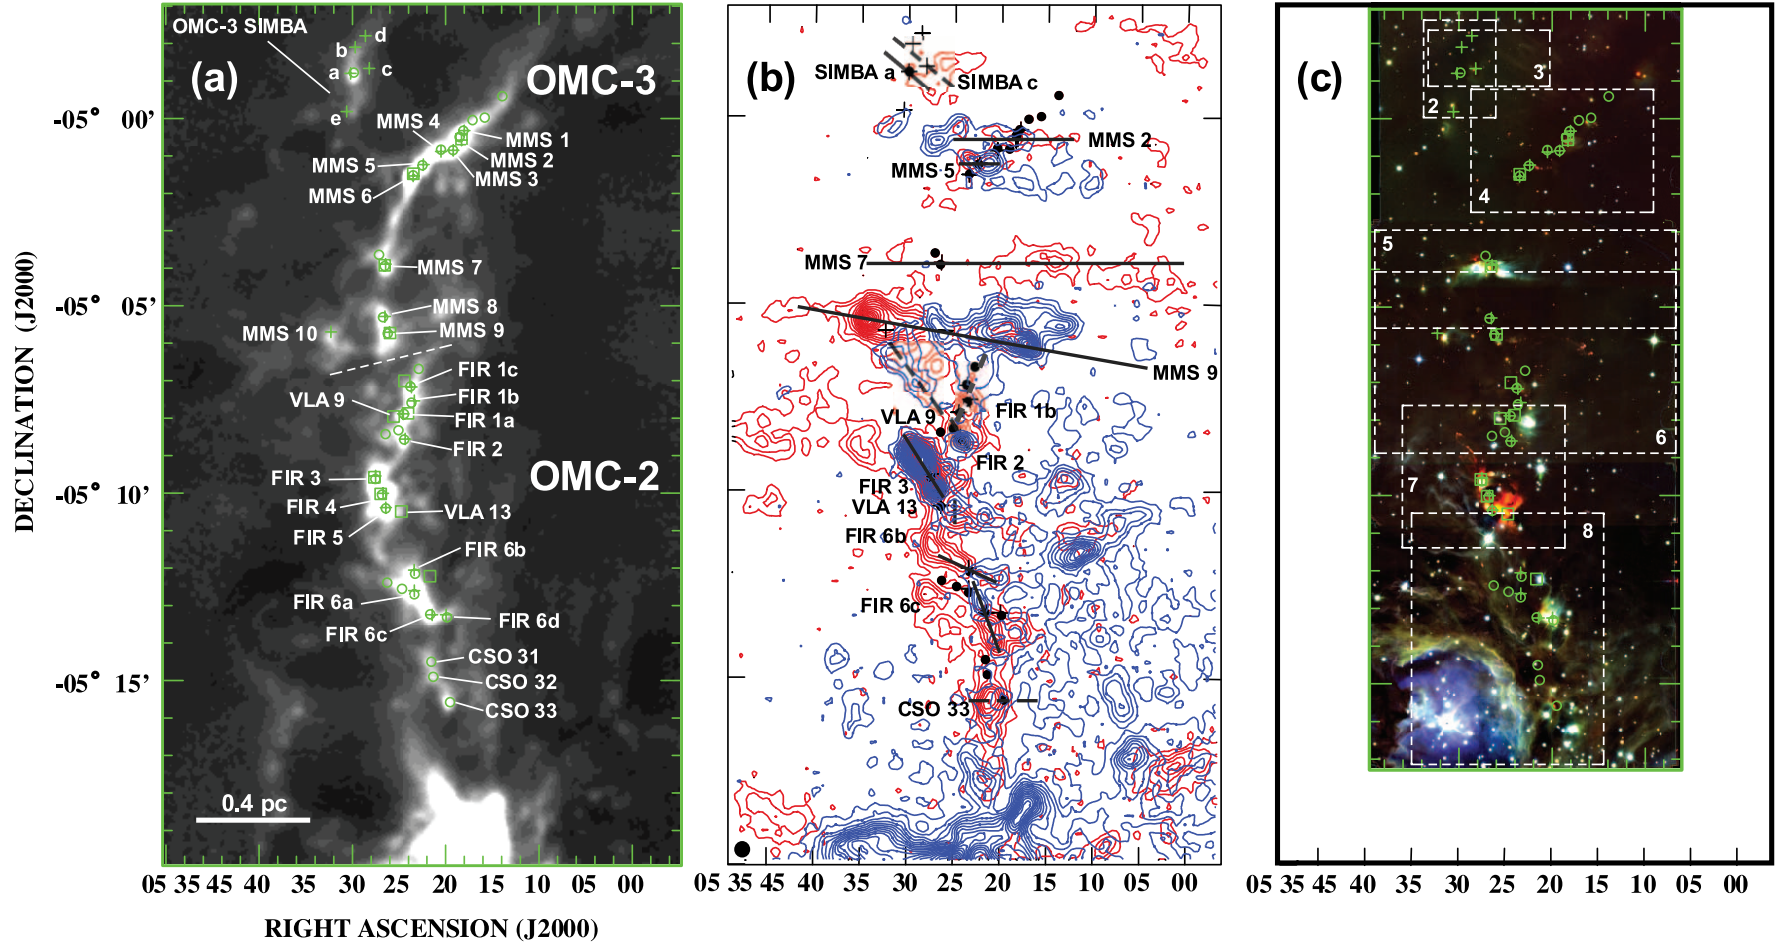 OMC-3 SIMBA
d
b
a
c
e
(a)
OMC-3
MMS 4
MMS 1
MMS 5
MMS 2
MMS 3
MMS 6
MMS 7
MMS 8
MMS 10
MMS 9
FIR 1c
VLA 9
FIR 1b
FIR 1a
FIR 2
FIR 3
OMC-2
FIR 4
VLA 13
FIR 5
FIR 6b
FIR 6a
FIR 6c
FIR 6d
CSO 31
CSO 32
CSO 33
0.4 pc
-05° 00'
-05° 05'
-05° 10'
-05° 15'
DECLINATION (J2000)
05 35 45 40 30 25 20 15 10 05 00
RIGHT ASCENSION (J2000)
(b)
SIMBA a
SIMBA c
MMS 2
MMS 5
MMS 7
MMS 9
VLA 9
FIR 1b
FIR 2
FIR 3
VLA 13
FIR 6b
FIR 6c
CSO 33
05 35 45 40 30 25 20 15 10 05 00
(c)
3
2
4
5
6
7
8
05 35 45 40 30 25 20 15 10 05 00